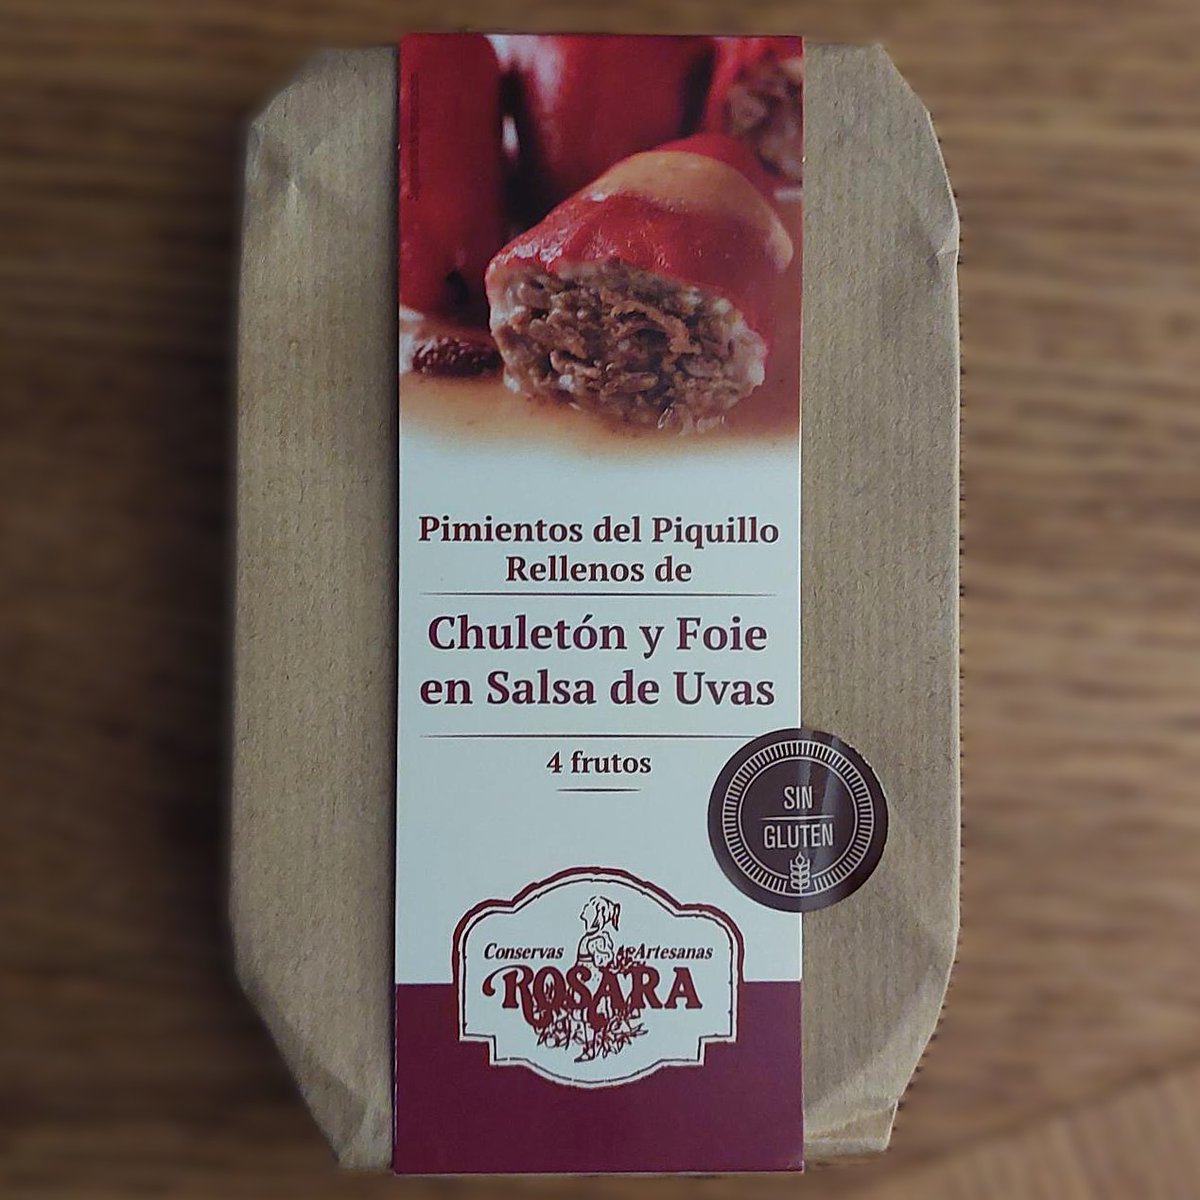 Pimientos del Piquillo
Rellenos de
Chuletón y Foie
en Salsa de Uvas
4 frutos
SIN
GLUTEN
Conservas Artesanas
ROSARA